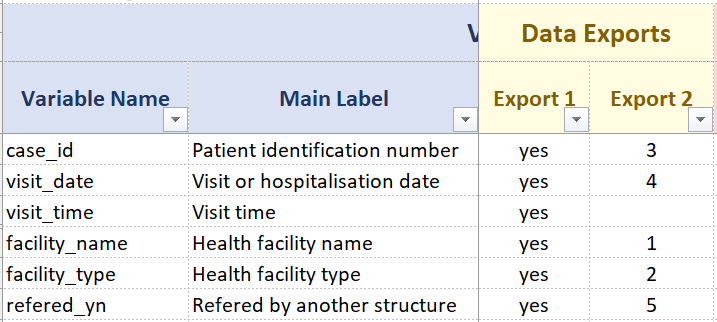 V Data Exports
Variable Name Main Label Export 1 Export 2
case_id Patient identification number yes 3
visit_date Visit or hospitalisation date yes 4
visit_time Visit time yes
facility_name Health facility name yes 1
facility_type Health facility type yes 2
refered_yn Refered by another structure yes 5